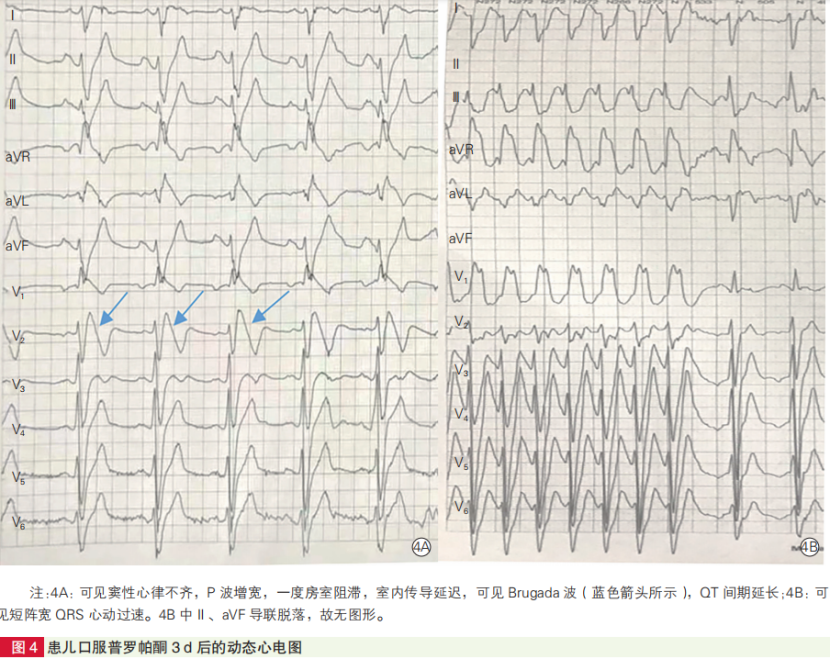 I
II
III
aVR
aVL
aVF
V1
V2
V3
V4
V5
V6
4A
I
II
III
aVR
aVL
aVF
V1
V2
V3
V4
V5
V6
4B
注:4A: 可见窦性心律不齐,P 波增宽,一度房室阻滞,室内传导延迟,可见 Brugada 波 ( 蓝色箭头所示 ), QT 间期延长;4B: 可
见短阵宽 QRS 心动过速。4B 中 II 、aVF 导联脱落,故无图形。
图 4 患儿口服普罗帕酮 3 d 后的动态心电图